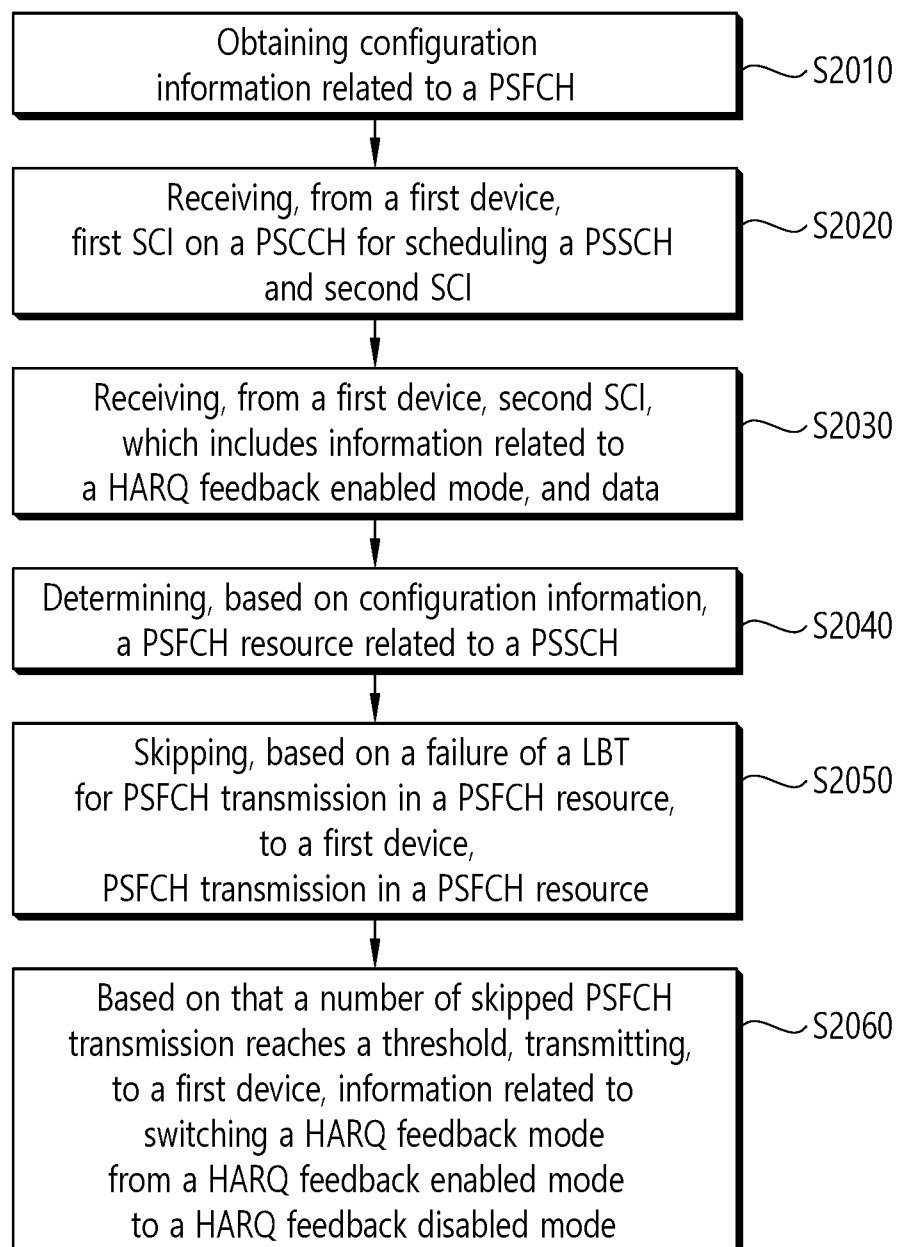 Obtaining configuration
information related to a PSFCH
S2010
Receiving, from a first device,
first SCI on a PSCCH for scheduling a PSSCH
and second SCI
S2020
Receiving, from a first device, second SCI,
which includes information related to
a HARQ feedback enabled mode, and data
S2030
Determining, based on configuration information,
a PSFCH resource related to a PSSCH
S2040
Skipping, based on a failure of a LBT
for PSFCH transmission in a PSFCH resource,
to a first device,
PSFCH transmission in a PSFCH resource
S2050
Based on that a number of skipped PSFCH
transmission reaches a threshold, transmitting,
to a first device, information related to
switching a HARQ feedback mode
from a HARQ feedback enabled mode
to a HARQ feedback disabled mode
S2060